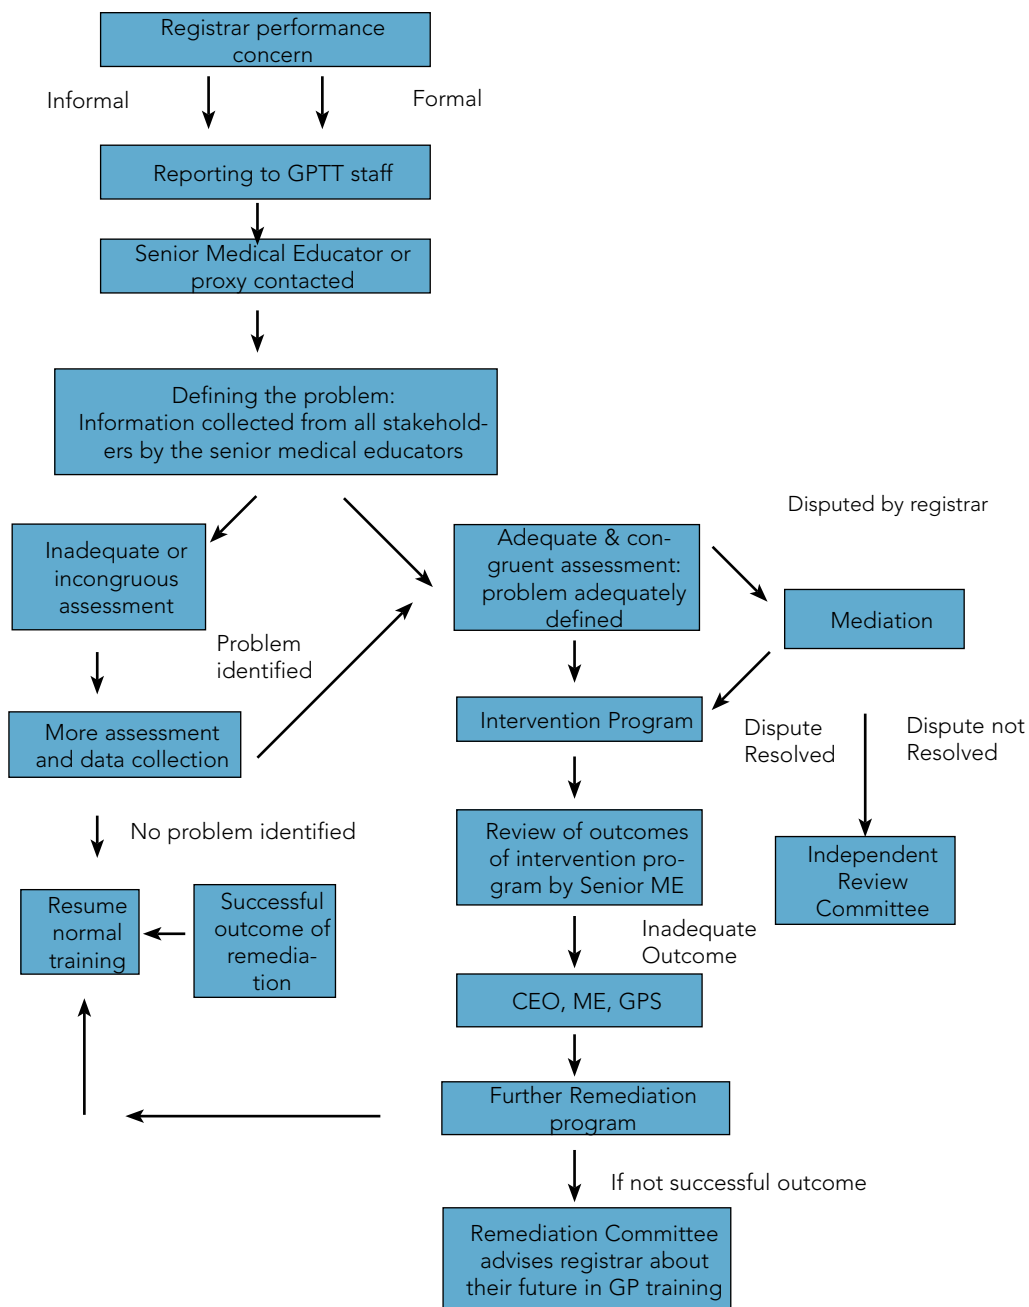 Registrar performance
concern
Informal
Formal
Reporting to GPTT staff
Senior Medical Educator or
proxy contacted
Defining the problem:
Information collected from all stakehold-
ers by the senior medical educators
Disputed by registrar
Inadequate or
incongruous
assessment
Adequate & con-
gruent assessment:
problem adequately
defined
Mediation
Problem
identified
More assessment
and data collection
Intervention Program
Dispute
Resolved
Dispute not
Resolved
No problem identified
Review of outcomes
of intervention pro-
gram by Senior ME
Independent
Review
Committee
Resume
normal
training
Successful
outcome of
remedia-
tion
Inadequate
Outcome
CEO, ME, GPS
Further Remediation
program
If not successful outcome
Remediation Committee
advises registrar about
their future in GP training